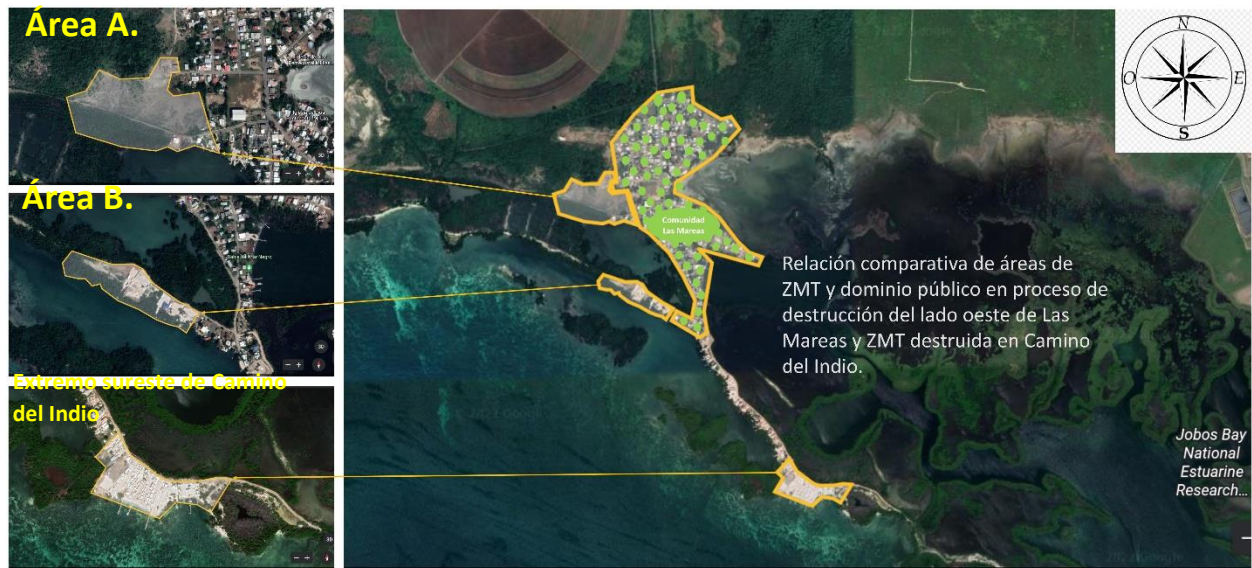 Área A.
Área B.
Extremo sureste de Camino
del Indio
Comunidad
Las Mareas
Relación comparativa de áreas de
ZMT y dominio público en proceso de
destrucción del lado oeste de Las
Mareas y ZMT destruida en Camino
del Indio.
N
O
E
S
Jobos Bay
National
Estuarine
Research...
3D
3D